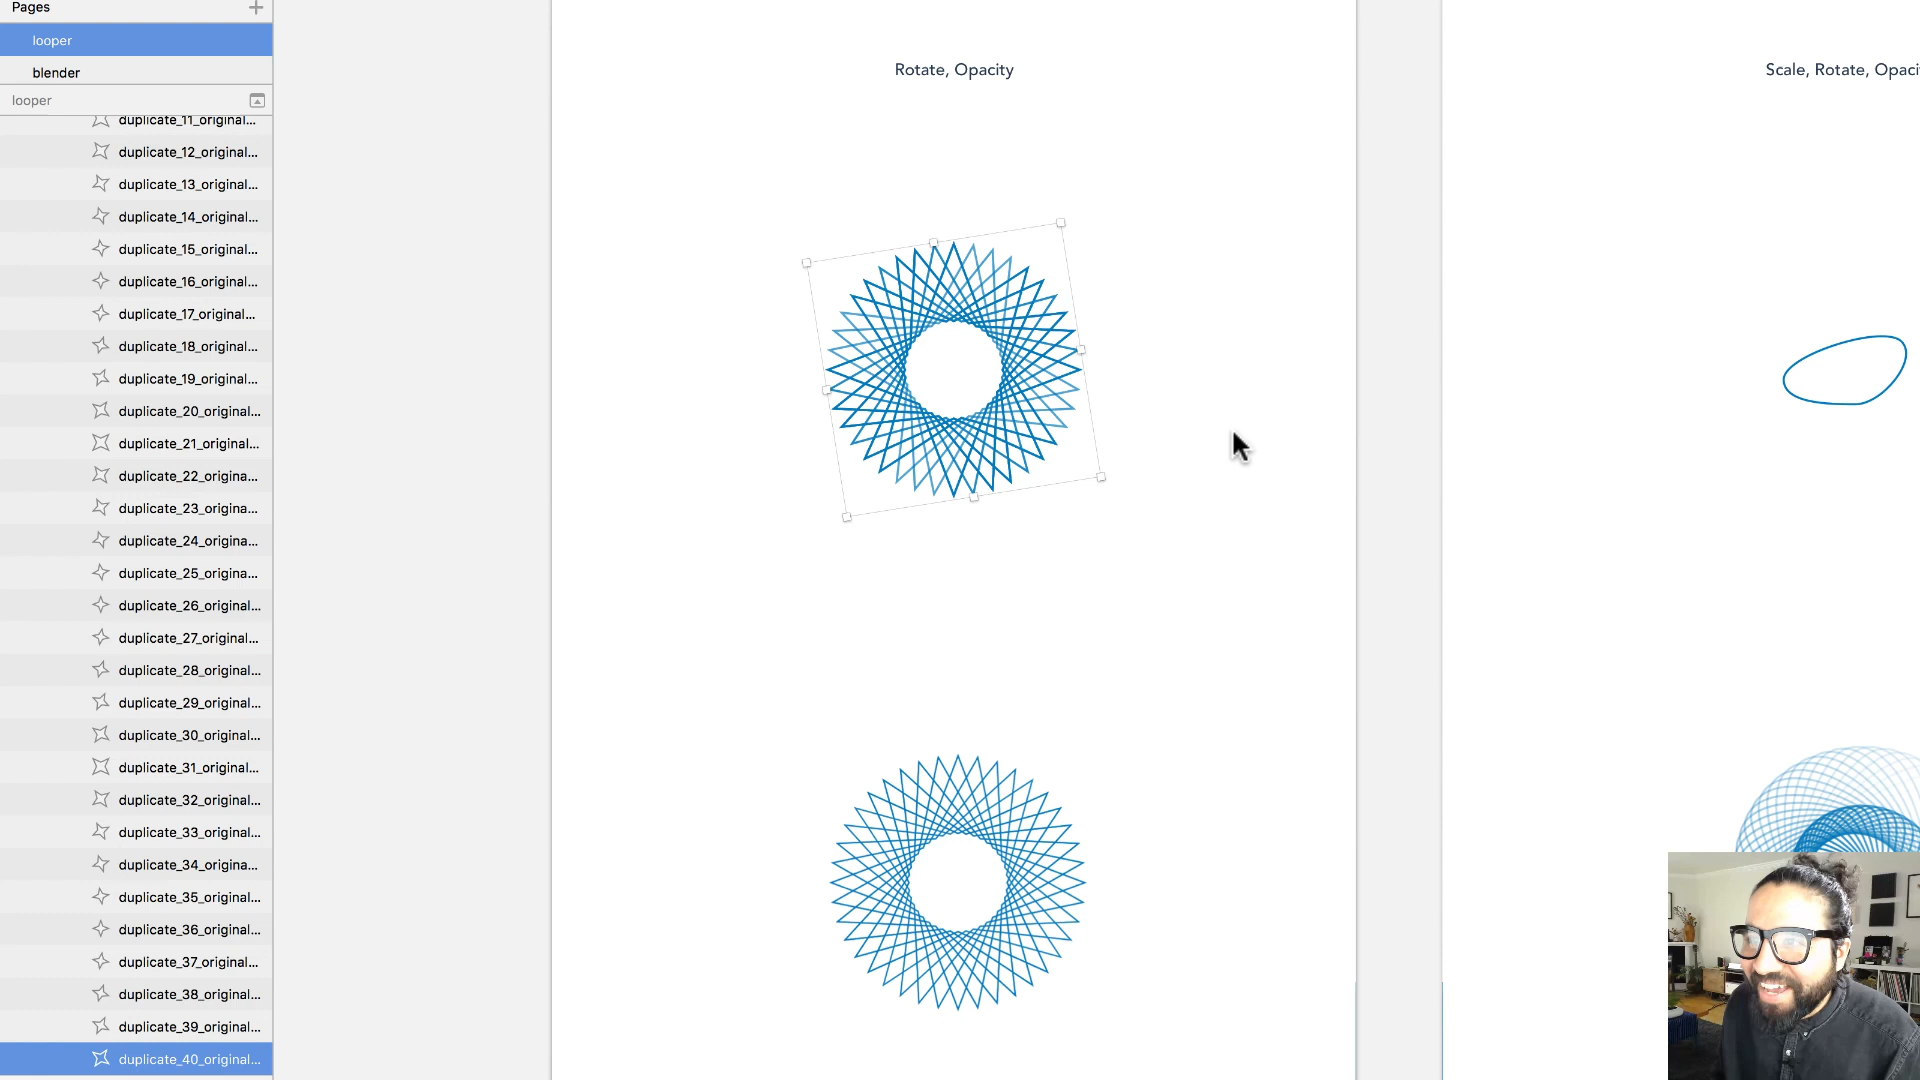 Pages
looper
blender
looper
duplicate_11_original...
duplicate_12_original...
duplicate_13_original...
duplicate_14_original...
duplicate_15_original...
duplicate_16_original...
duplicate_17_original...
duplicate_18_original...
duplicate_19_original...
duplicate_20_original...
duplicate_21_original...
duplicate_22_origina...
duplicate_23_origina...
duplicate_24_origina...
duplicate_25_origina...
duplicate_26_original...
duplicate_27_original...
duplicate_28_original...
duplicate_29_original...
duplicate_30_original...
duplicate_31_original...
duplicate_32_original...
duplicate_33_original...
duplicate_34_origina...
duplicate_35_original...
duplicate_36_original...
duplicate_37_original...
duplicate_38_original...
duplicate_39_original...
duplicate_40_original...
Rotate, Opacity
Scale, Rotate, Opaci